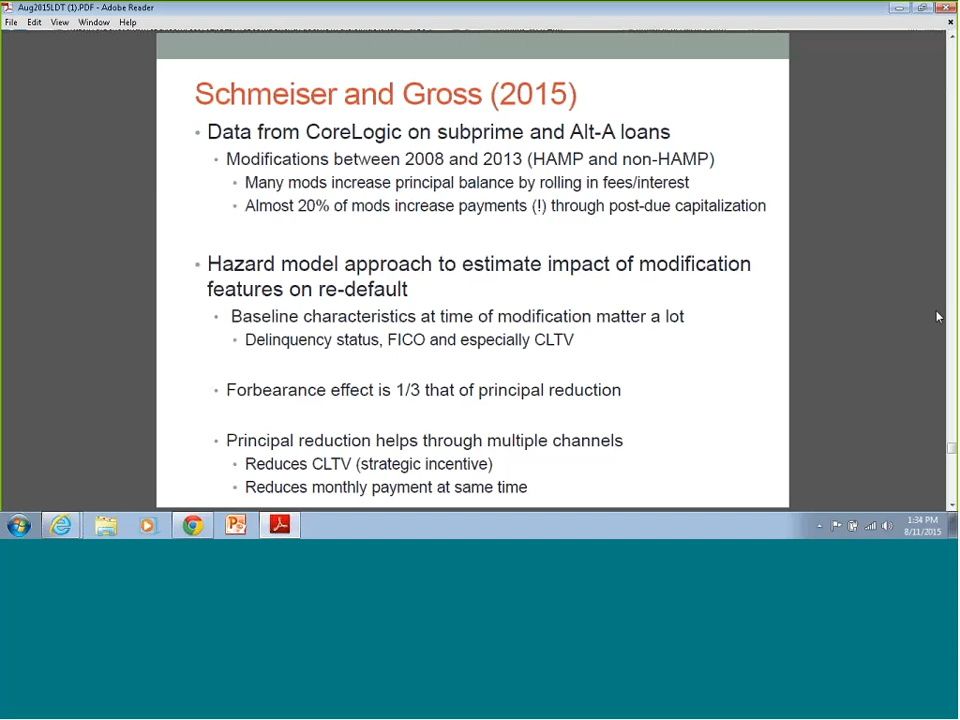 Aug2015LDT (1).PDF - Adobe Reader
File Edit View Window Help
Schmeiser and Gross (2015)
• Data from CoreLogic on subprime and Alt-A loans
• Modifications between 2008 and 2013 (HAMP and non-HAMP)
• Many mods increase principal balance by rolling in fees/interest
• Almost 20% of mods increase payments (!) through post-due capitalization
• Hazard model approach to estimate impact of modification
features on re-default
• Baseline characteristics at time of modification matter a lot
• Delinquency status, FICO and especially CLTV
• Forbearance effect is 1/3 that of principal reduction
• Principal reduction helps through multiple channels
• Reduces CLTV (strategic incentive)
• Reduces monthly payment at same time
1:34 PM
8/11/2015